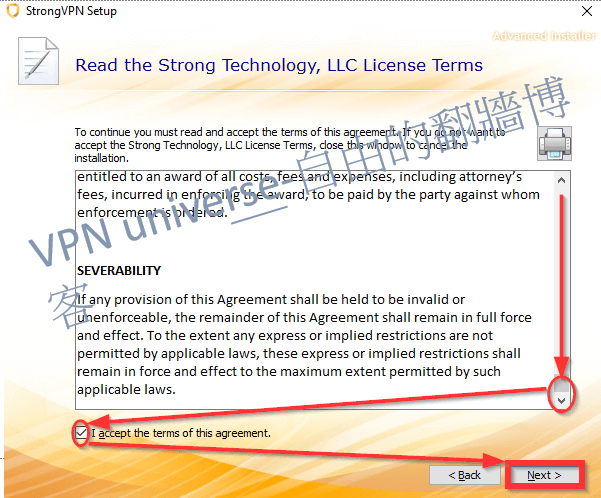 StrongVPN Setup
Advanced Installer
Read the Strong Technology, LLC License Terms
To continue you must read and accept the terms of this agreement. If you do not want to
accept the Strong Technology, LLC License Terms, close this window to cancel the
installation.
entitled to an award of all costs, fees and expenses, including attorney's
fees, incurred in enforcing the award, to be paid by the party against whom
enforcement is ordered.
SEVERABILITY
If any provision of this Agreement shall be held to be invalid or
unenforceable, the remainder of this Agreement shall remain in full force
and effect. To the extent any express or implied restrictions are not
permitted by applicable laws, these express or implied restrictions shall
remain in force and effect to the maximum extent permitted by such
applicable laws.
I accept the terms of this agreement.
< Back
Next >
VPN universe-自由的翻牆博
客